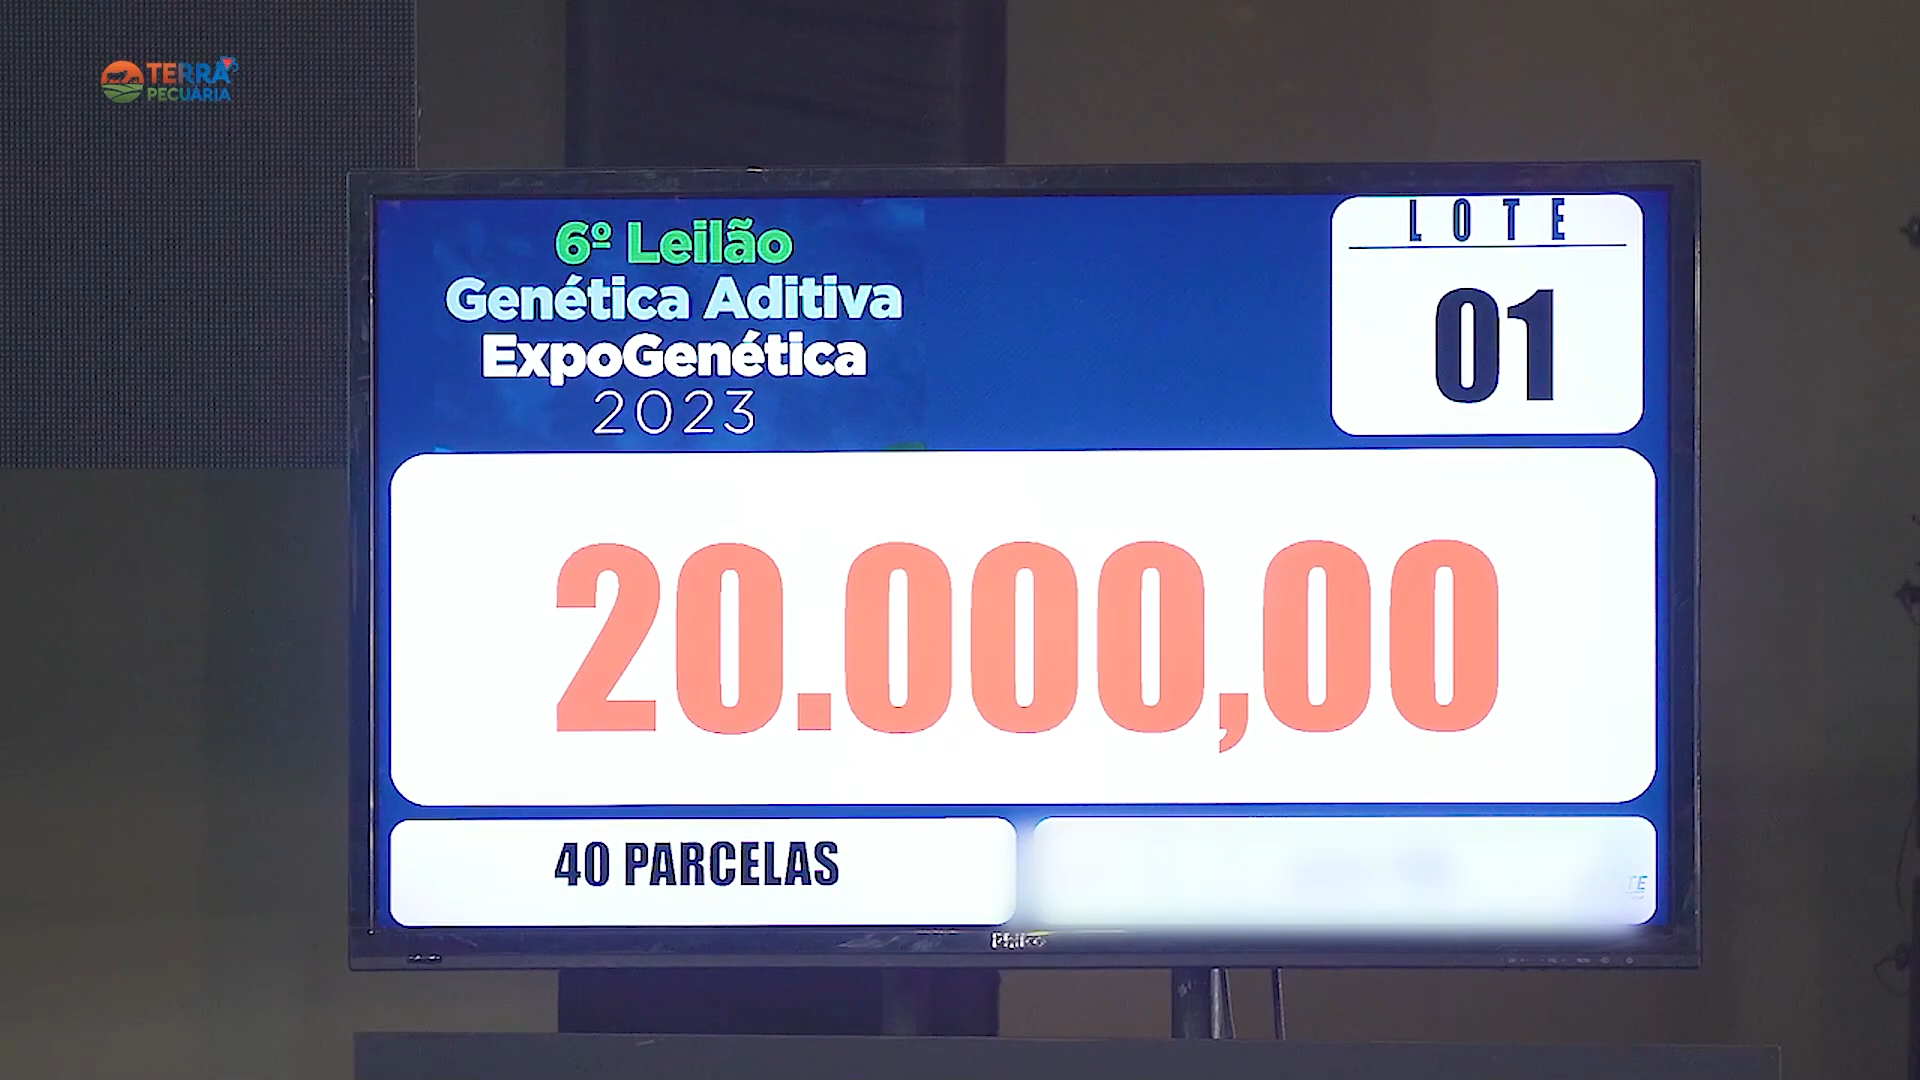 TERRA
PECUÁRIA
6º Leilão
Genética Aditiva
ExpoGenética
2023
LOTE
01
20.000,00
40 PARCELAS